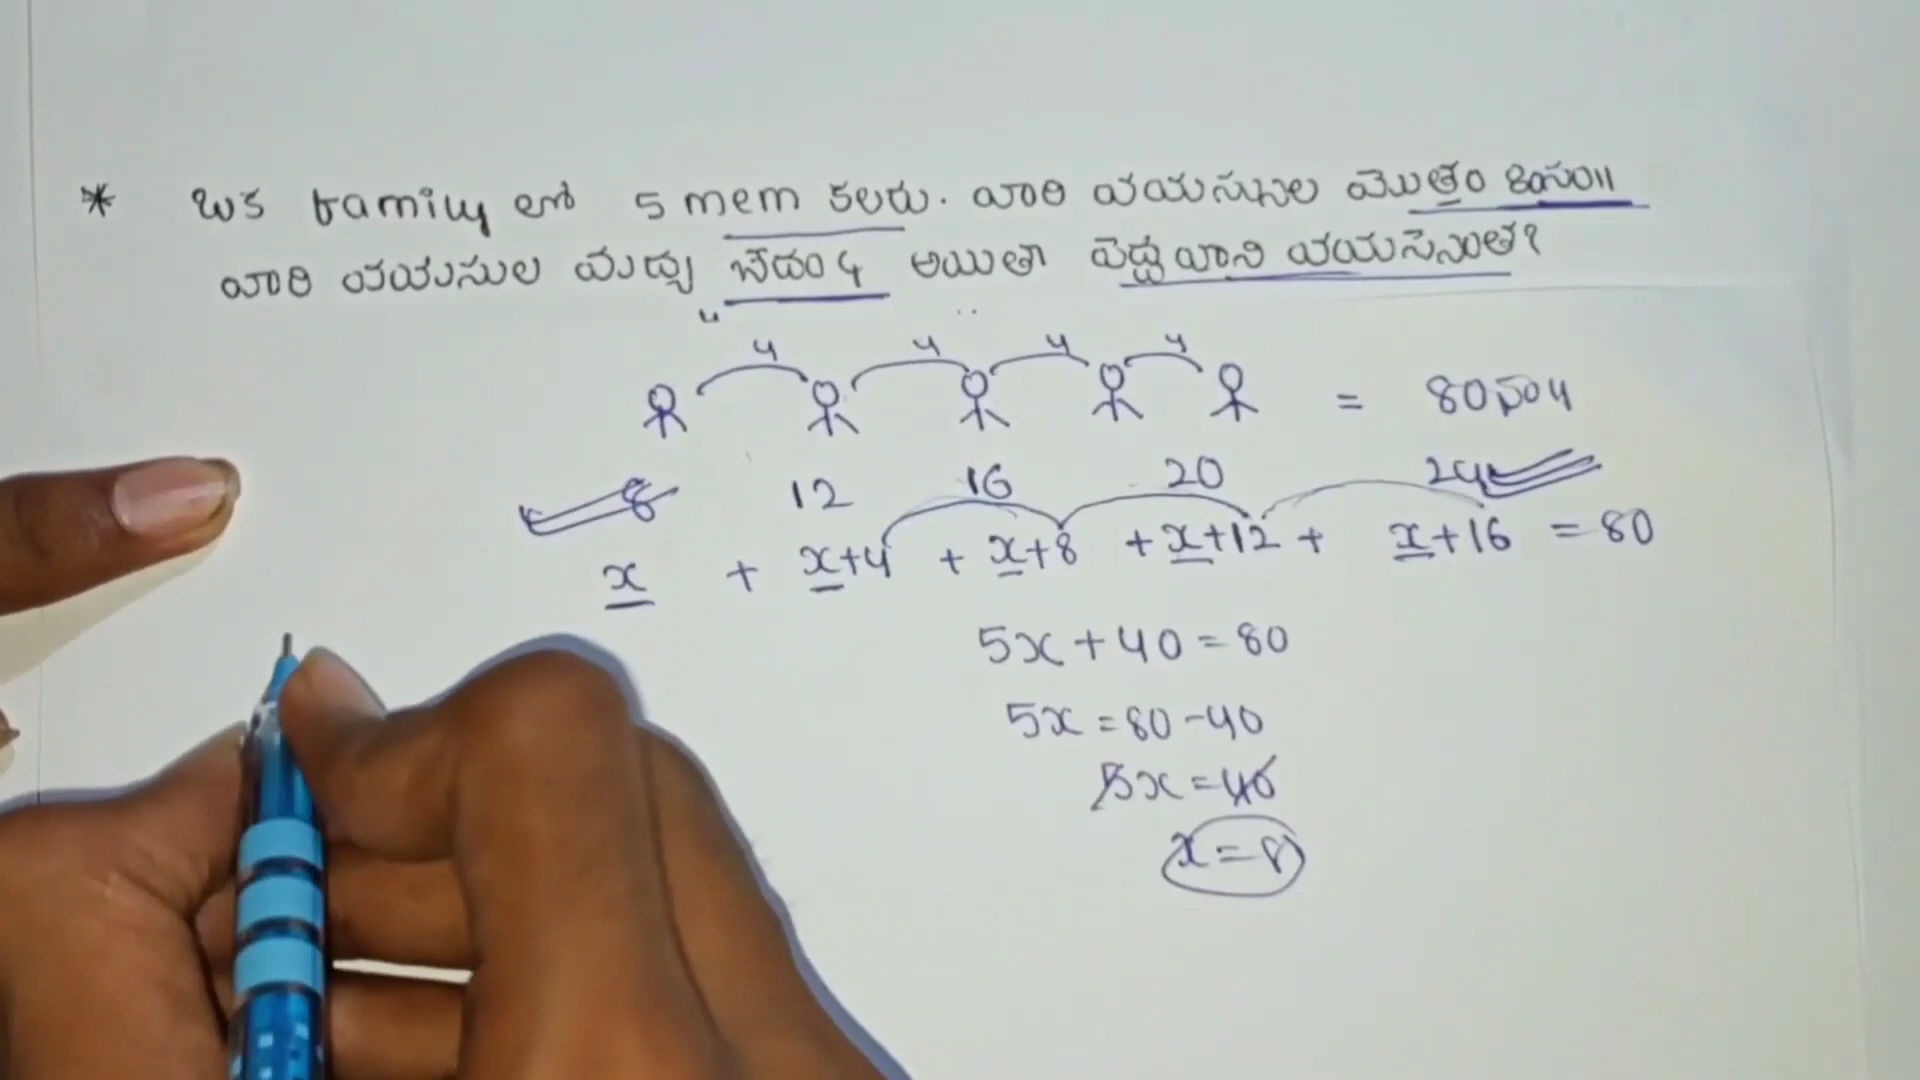 * ఒక family లో 5 mem కలరు. వారి వయస్సుల మొత్తం 80సం॥
వారి వయసుల మధ్య బేదం 4 అయితా పెద్దవాని వయసెంత?
4 4 4 4
= 80సం॥
8 12 16 20 24
x + x+4 + x+8 + x+12 + x+16 = 80
5x + 40 = 80
5x = 80 - 40
5x = 40
x = 8